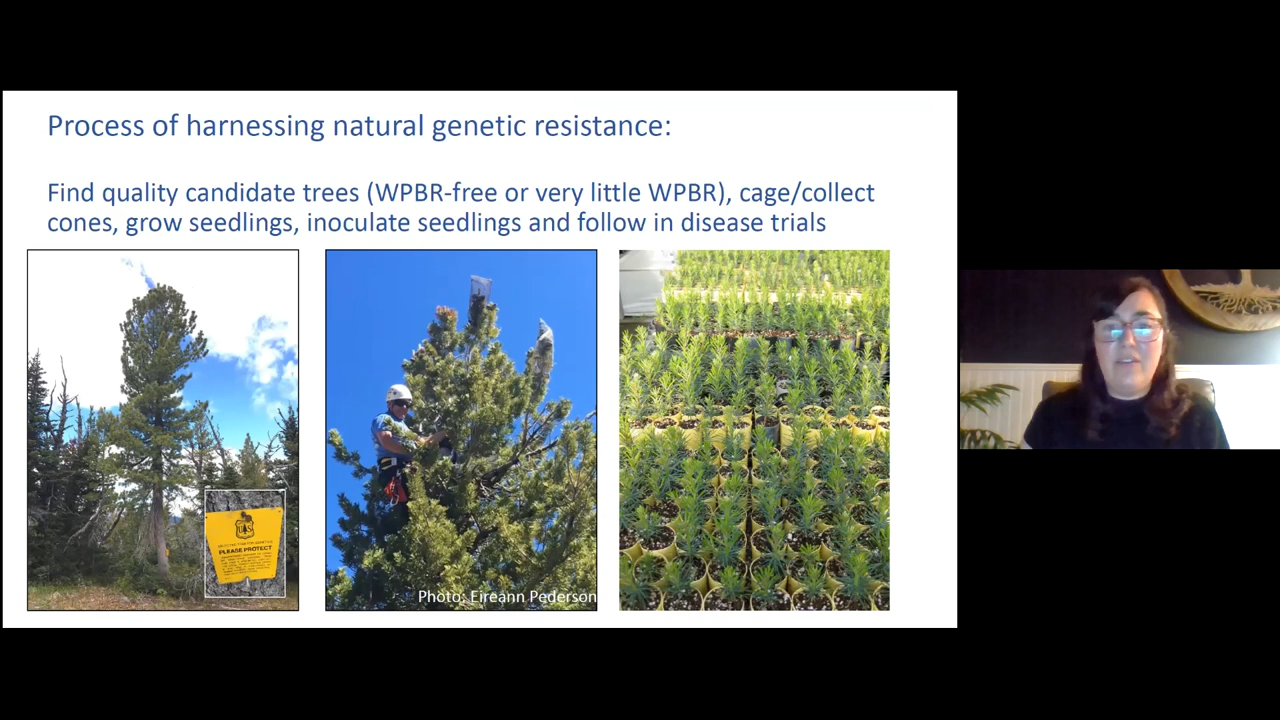 Process of harnessing natural genetic resistance:
Find quality candidate trees (WPBR-free or very little WPBR), cage/collect
cones, grow seedlings, inoculate seedlings and follow in disease trials
U S
PLEASE PROTECT
Photo: Eireann Pederson